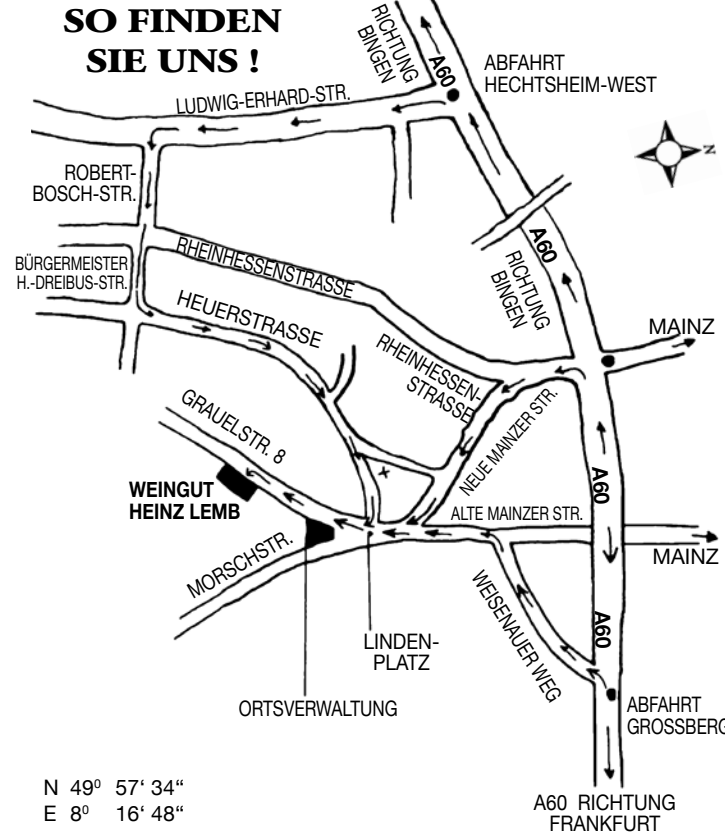 SO FINDEN
SIE UNS !
RICHTUNG
BINGEN
A60
ABFAHRT
HECHTSHEIM-WEST
LUDWIG-ERHARD-STR.
N
ROBERT-
BOSCH-STR.
RHEINHESSENSTRASSE
A60
RICHTUNG
BINGEN
BÜRGERMEISTER
H.-DREIBUS-STR.
HEUERSTRASSE
MAINZ
RHEINHESSEN-
STRASSE
NEUE MAINZER STR.
GRAUELSTR. 8
x
A60
WEINGUT
HEINZ LEMB
ALTE MAINZER STR.
MAINZ
MORSCHSTR.
WEISENAUER WEG
A60
LINDEN-
PLATZ
ORTSVERWALTUNG
ABFAHRT
GROSSBERG
N 49⁰ 57‘ 34“
E 8⁰ 16‘ 48“
A60 RICHTUNG
FRANKFURT